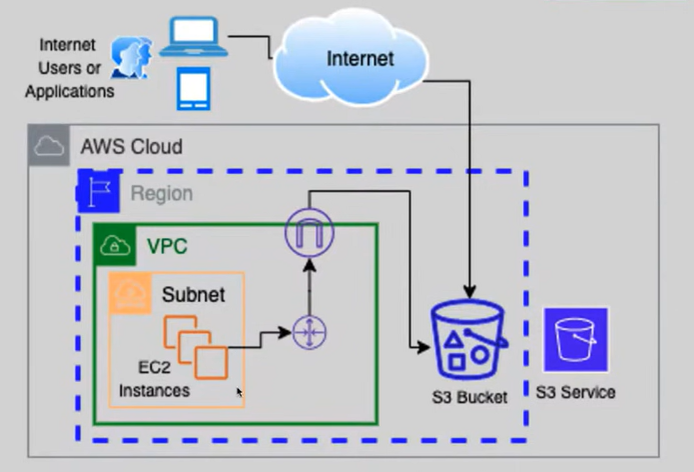 Internet
Users or
Applications
Internet
AWS Cloud
Region
VPC
Subnet
EC2
Instances
S3 Bucket
S3 Service